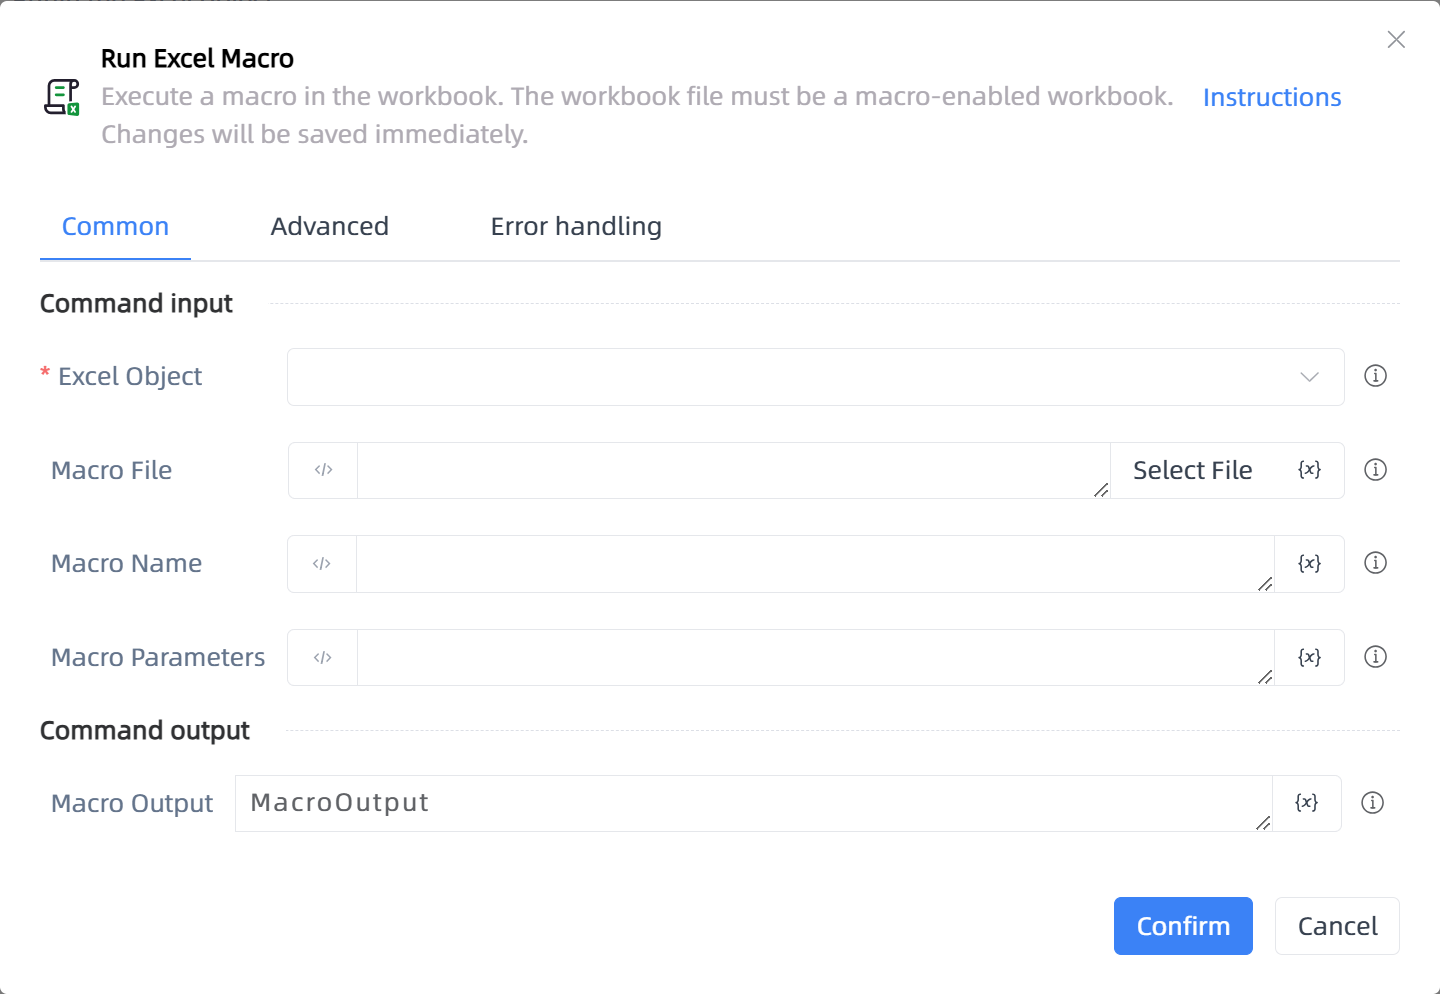 Run Excel Macro
Execute a macro in the workbook. The workbook file must be a macro-enabled workbook.
Changes will be saved immediately.
Instructions
Common Advanced Error handling
Command input
* Excel Object
Macro File </> Select File {x}
Macro Name </> {x}
Macro Parameters </> {x}
Command output
Macro Output MacroOutput {x}
Confirm Cancel